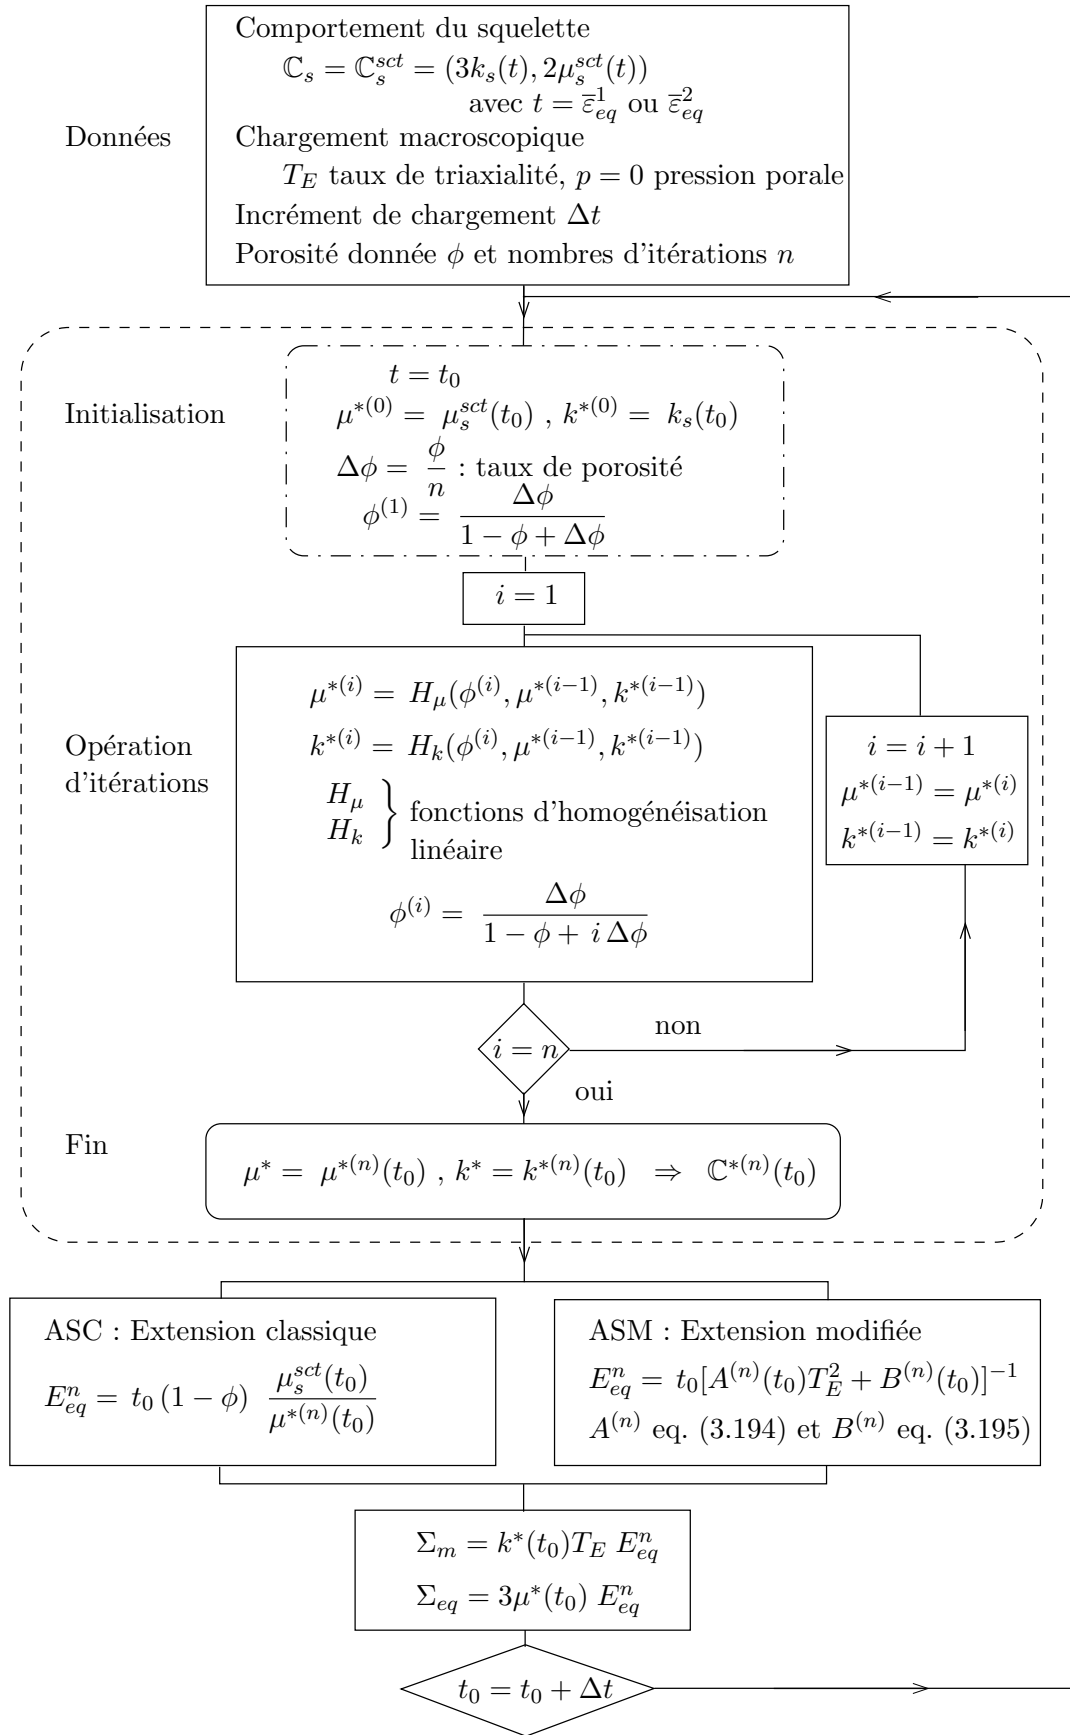 Comportement du squelette
ℂ_s = ℂ_s^{sct} = (3k_s(t), 2μ_s^{sct}(t))
avec t = ε̅_{eq}^1 ou ε̅_{eq}^2
Données
Chargement macroscopique
T_E taux de triaxialité, p = 0 pression porale
Incrément de chargement Δt
Porosité donnée ϕ et nombres d'itérations n
Initialisation
t = t_0
μ^{*(0)} = μ_s^{sct}(t_0) , k^{*(0)} = k_s(t_0)
Δϕ = \frac{ϕ}{n} : taux de porosité
ϕ^{(1)} = \frac{Δϕ}{1 − ϕ + Δϕ}
i = 1
Opération
d'itérations
μ^{*(i)} = H_μ(ϕ^{(i)}, μ^{*(i−1)}, k^{*(i−1)})
k^{*(i)} = H_k(ϕ^{(i)}, μ^{*(i−1)}, k^{*(i−1)})
H_μ
H_k
} fonctions d'homogénéisation
linéaire
ϕ^{(i)} = \frac{Δϕ}{1 − ϕ + i Δϕ}
i = i + 1
μ^{*(i−1)} = μ^{*(i)}
k^{*(i−1)} = k^{*(i)}
i = n
non
oui
Fin
μ^* = μ^{*(n)}(t_0) , k^* = k^{*(n)}(t_0) ⇒ ℂ^{*(n)}(t_0)
ASC : Extension classique
E_{eq}^n = t_0 (1 − ϕ) \frac{μ_s^{sct}(t_0)}{μ^{*(n)}(t_0)}
ASM : Extension modifiée
E_{eq}^n = t_0[A^{(n)}(t_0)T_E^2 + B^{(n)}(t_0)]^{−1}
A^{(n)} eq. (3.194) et B^{(n)} eq. (3.195)
Σ_m = k^*(t_0)T_E E_{eq}^n
Σ_{eq} = 3μ^*(t_0) E_{eq}^n
t_0 = t_0 + Δt